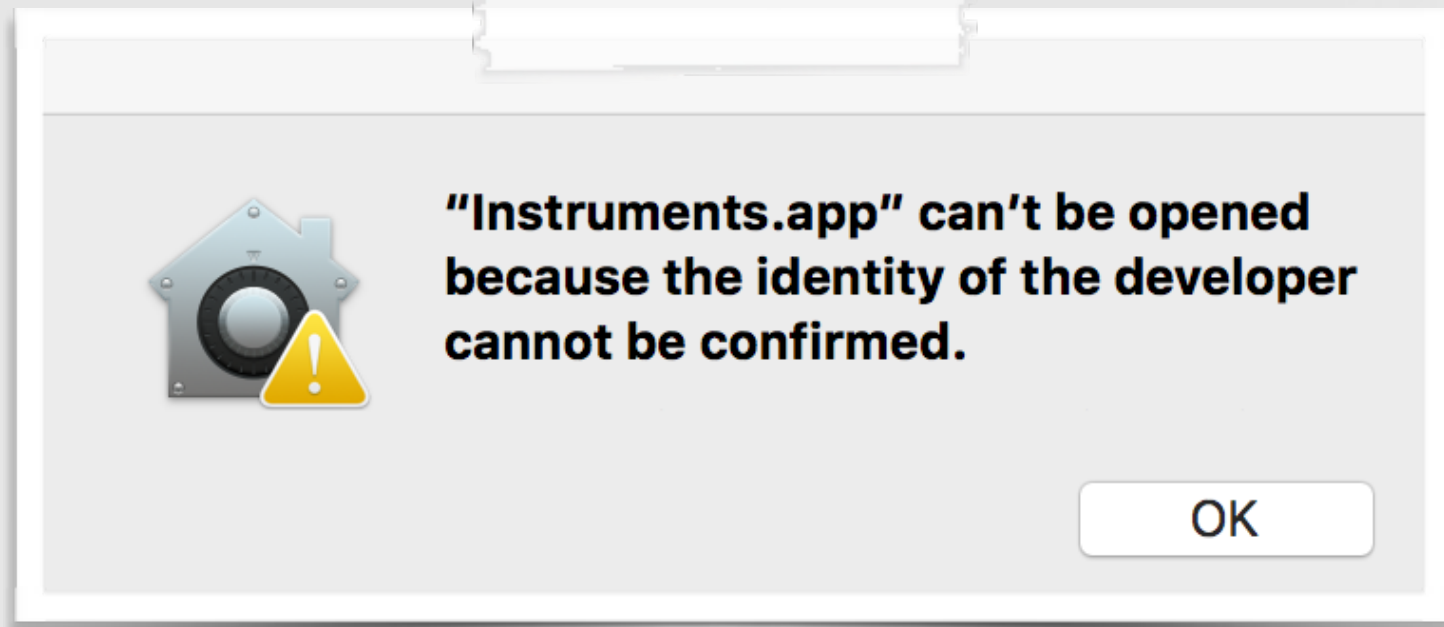 "Instruments.app" can’t be opened
because the identity of the developer
cannot be confirmed.
OK